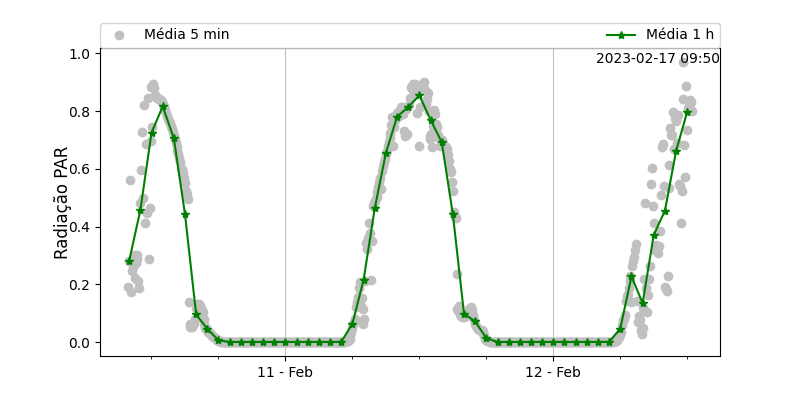 Média 5 min
Média 1 h
2023-02-17 09:50
Radiação PAR
1.0
0.8
0.6
0.4
0.2
0.0
11 - Feb
12 - Feb